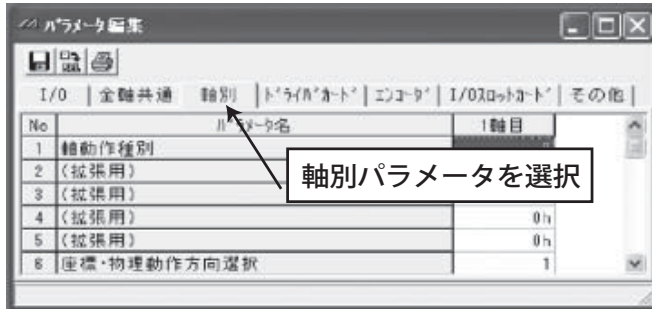 パラメータ編集
I/0 全軸共通 軸別 ドライバカード エンコーダ I/Oスロットカード その他
No パラメータ名 1軸目
1 軸動作種別
2 (拡張用)
3 (拡張用)
4 (拡張用) 0h
5 (拡張用) 0h
6 座標・物理動作方向選択 1
軸別パラメータを選択